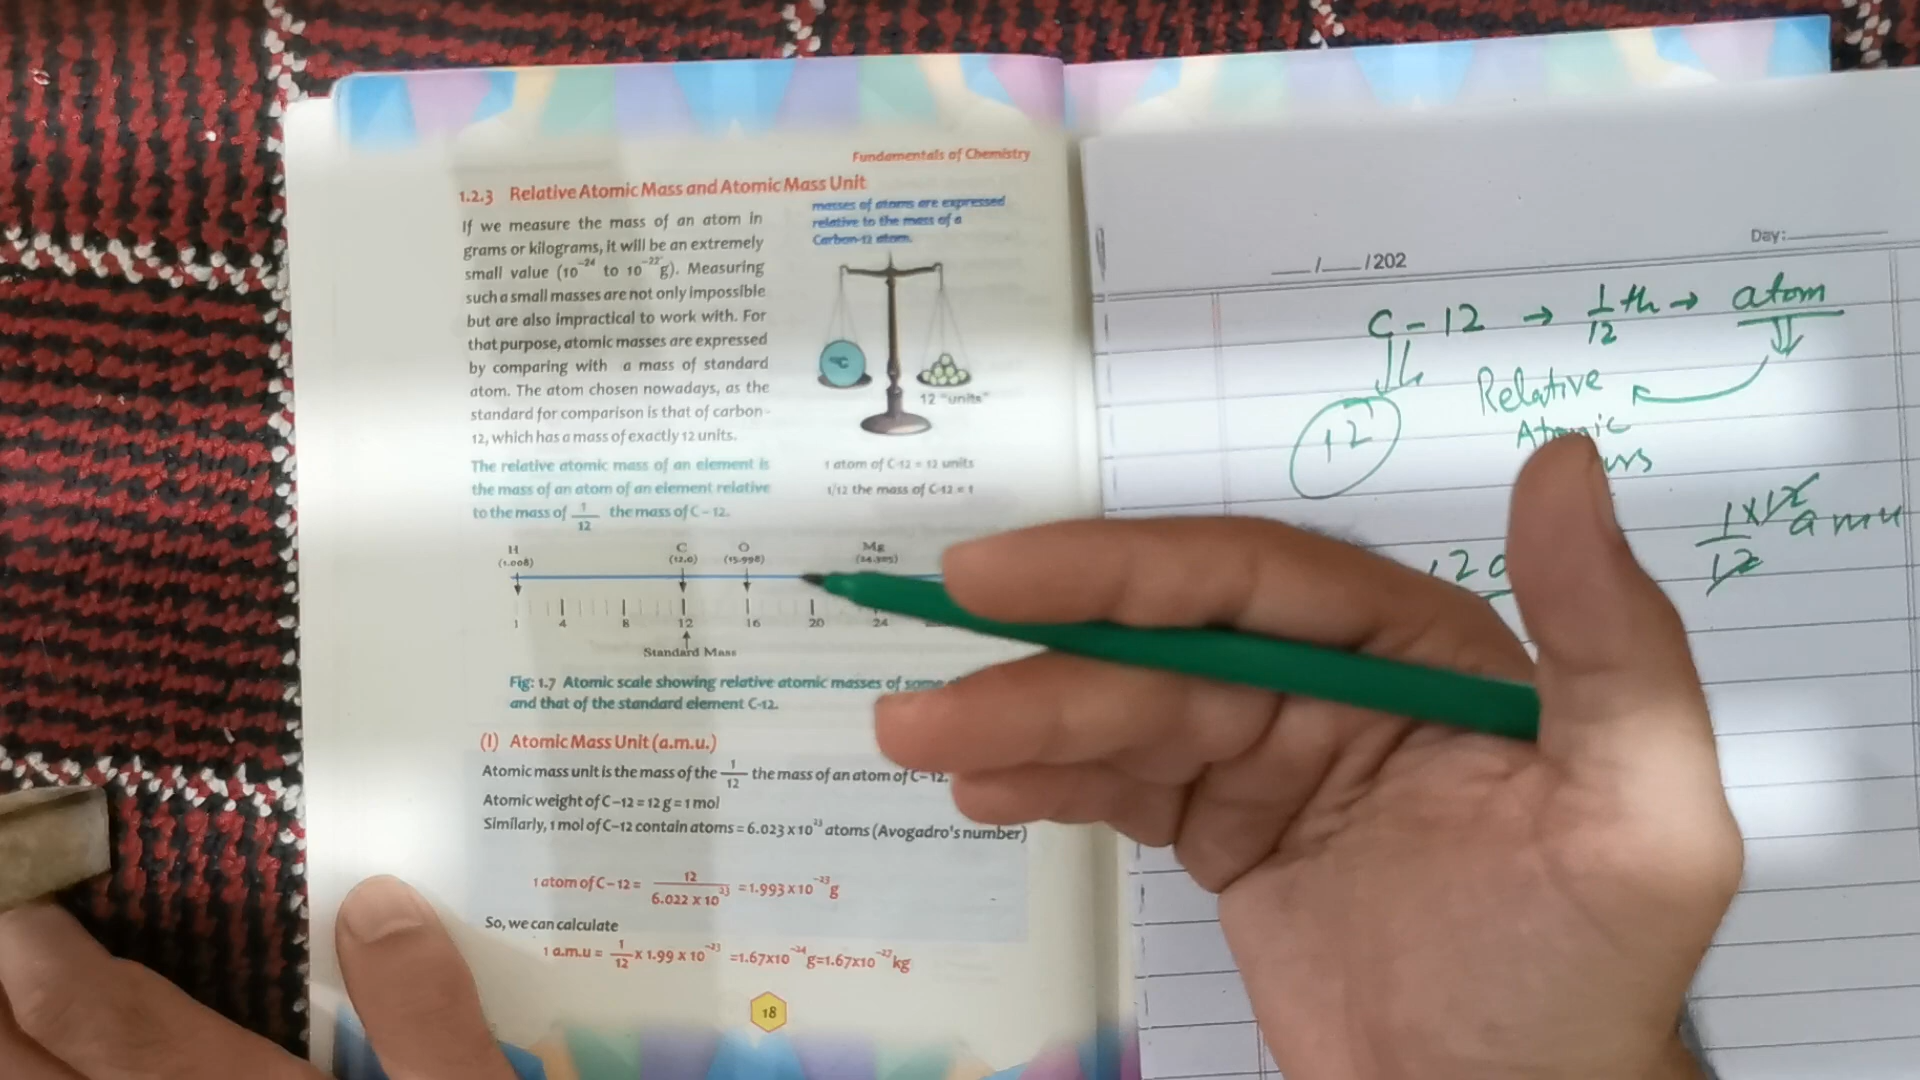 Fundamentals of Chemistry
1.2.3 Relative Atomic Mass and Atomic Mass Unit
If we measure the mass of an atom in
grams or kilograms, it will be an extremely
small value (10⁻²⁴ to 10⁻²²g). Measuring
such a small masses are not only impossible
but are also impractical to work with. For
that purpose, atomic masses are expressed
by comparing with a mass of standard
atom. The atom chosen nowadays, as the
standard for comparison is that of carbon-
12, which has a mass of exactly 12 units.
The relative atomic mass of an element is
the mass of an atom of an element relative
to the mass of 1/12 the mass of C-12.
masses of atoms are expressed
relative to the mass of a
Carbon-12 atom.
12 "units"
1 atom of C-12 = 12 units
1/12 the mass of C-12 = 1
H C O Mg
(1.008) (12.0) (15.998)
1 4 8 12 16 20 24
Standard Mass
Fig: 1.7 Atomic scale showing relative atomic masses of some
and that of the standard element C-12.
(I) Atomic Mass Unit (a.m.u.)
Atomic mass unit is the mass of the 1/12 the mass of an atom of C-12.
Atomic weight of C-12 = 12 g = 1 mol
Similarly, 1 mol of C-12 contain atoms = 6.023 x 10²³ atoms (Avogadro's number)
1 atom of C-12 = 12/6.022 x 10²³ = 1.993 x 10⁻²³ g
So, we can calculate
1 a.m.u = 1/12 x 1.99 x 10⁻²³ =1.67x10⁻²⁴ g=1.67x10⁻²⁷ kg
18
Day:
/ /202
C-12 → 1/12 th → atom
12
Relative
Atomic
1/12 x 12 amu